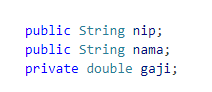 public String nip;
public String nama;
private double gaji;